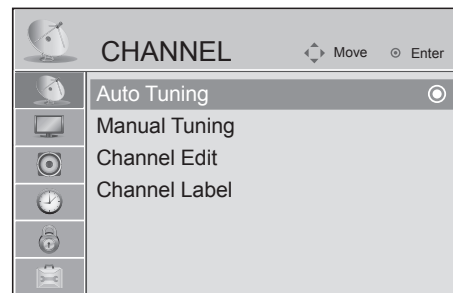 CHANNEL
Move
Enter
Auto Tuning
Manual Tuning
Channel Edit
Channel Label